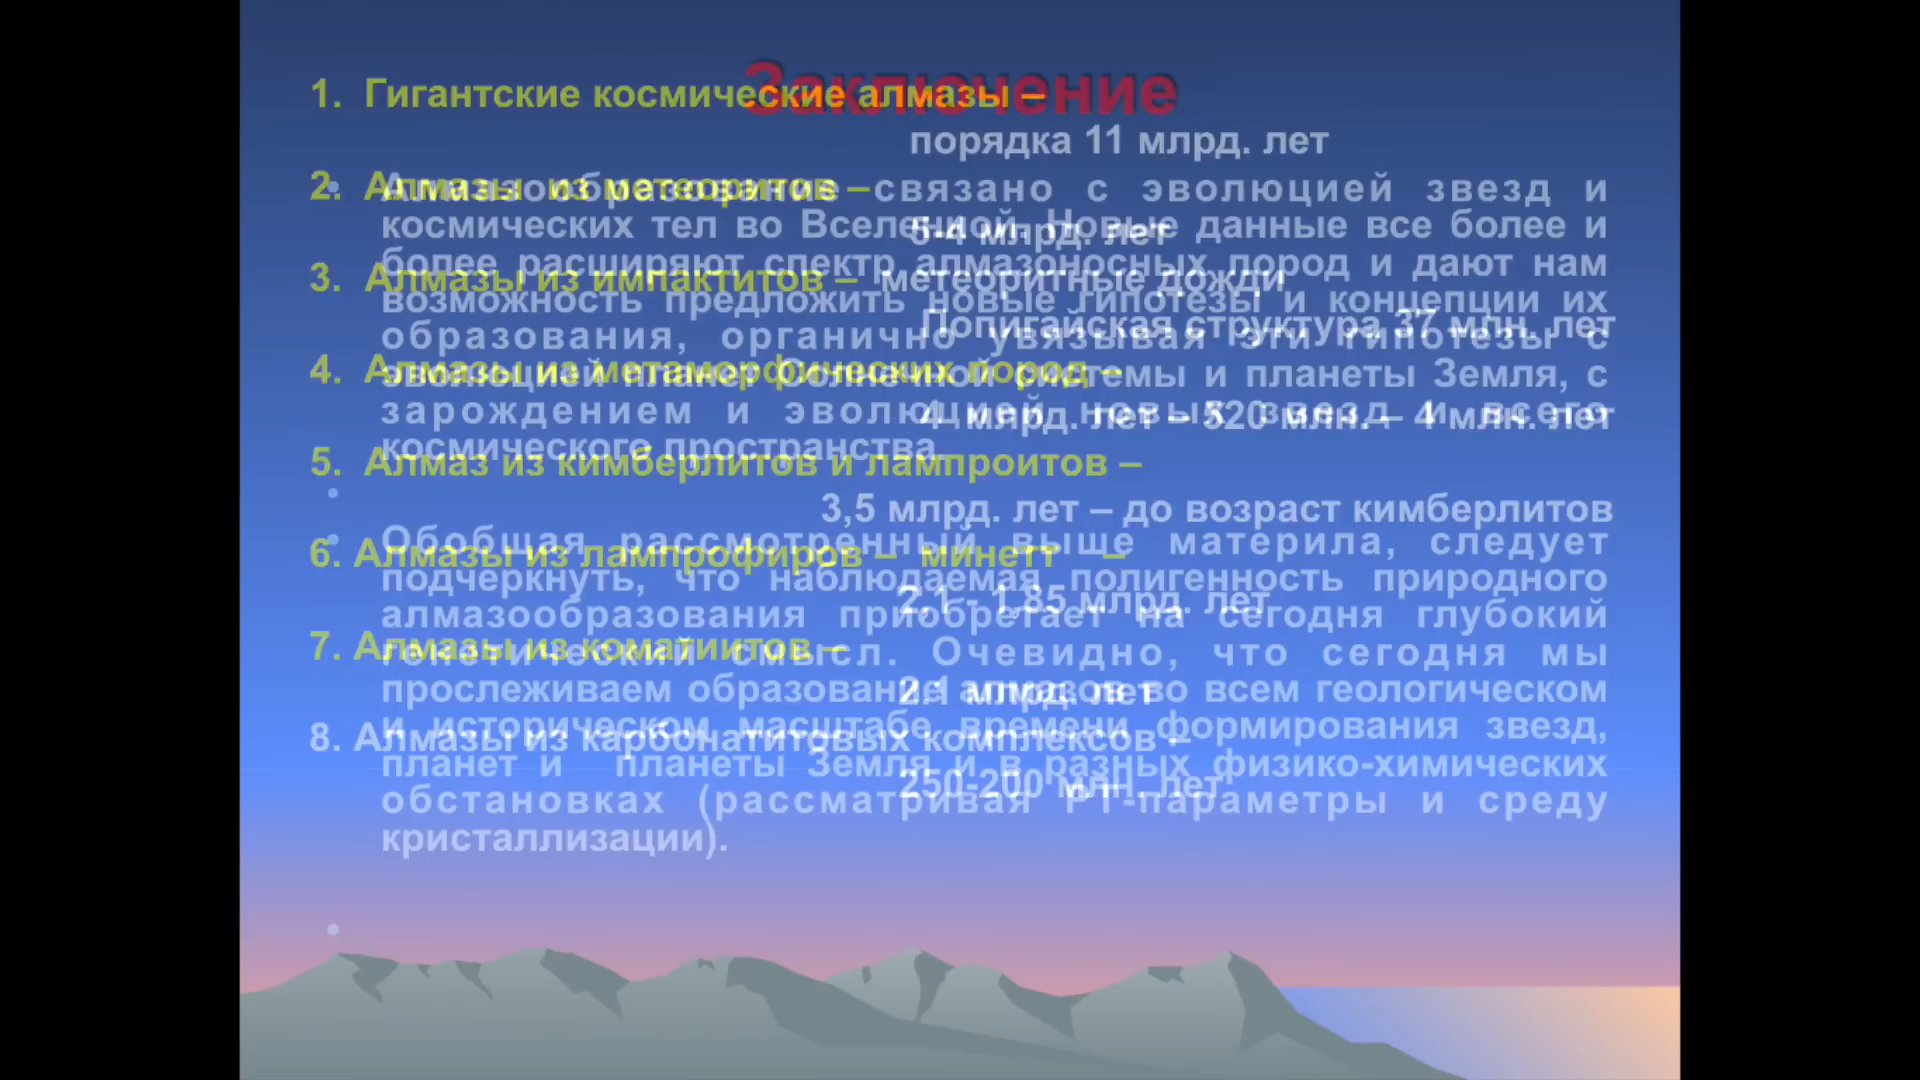 1. Гигантские космические алмазы –
порядка 11 млрд. лет
2. Алмазы из метеоритов –
5-4 млрд. лет
3. Алмазы из импактитов – метеоритные дожди
Попигайская структура 37 млн. лет
4. Алмазы из метаморфических пород –
4 млрд. лет – 520 млн. – 4 млн. лет
5. Алмаз из кимберлитов и лампроитов –
3,5 млрд. лет – до возраст кимберлитов
6. Алмазы из лампрофиров – минетт –
2.1 - 1,85 млрд. лет
7. Алмазы из коматиитов –
2.1 млрд. лет
8. Алмазы из карбонатитовых комплексов –
250-200 млн. лет
Заключение
• Алмазообразование связано с эволюцией звезд и
космических тел во Вселенной. Новые данные все более и
более расширяют спектр алмазоносных пород и дают нам
возможность предложить новые гипотезы и концепции их
образования, органично увязывая эти гипотезы с
эволюцией планет Солнечной системы и планеты Земля, с
зарождением и эволюцией новых звезд и всего
космического пространства.
•
• Обобщая рассмотренный выше материла, следует
подчеркнуть, что наблюдаемая полигенность природного
алмазообразования приобретает на сегодня глубокий
генетический смысл. Очевидно, что сегодня мы
прослеживаем образование алмазов во всем геологическом
и историческом масштабе времени формирования звезд,
планет и планеты Земля и в разных физико-химических
обстановках (рассматривая РТ-параметры и среду
кристаллизации).
•